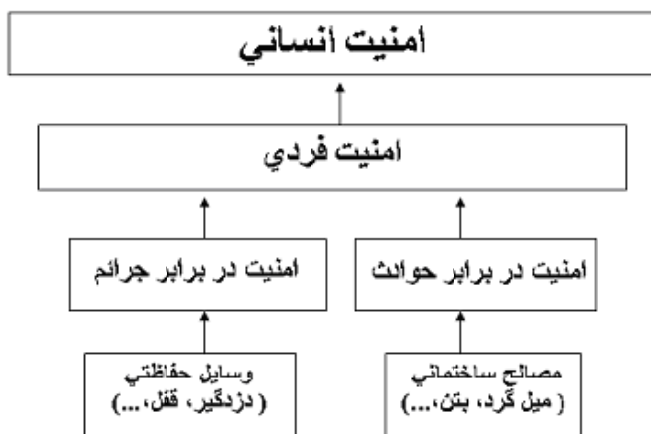 امنيت انساني
امنيت فردي
امنيت در برابر حوادث
امنيت در برابر جرائم
مصالح ساختماني
( ميل گرد، بتن،...)
وسايل حفاظتي
( دزدگير، قفل،...)